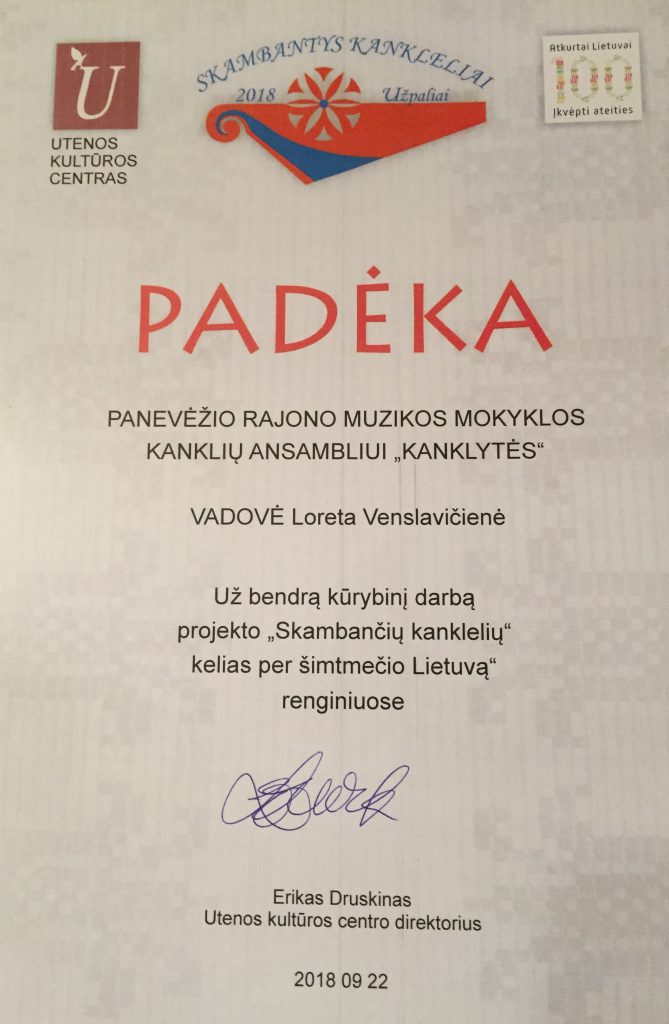 U
UTENOS
KULTŪROS
CENTRAS
SKAMBANTYS KANKLELIAI
2018 Užpaliai
Atkurtai Lietuvai
100
Įkvėpti ateities
PADĖKA
PANEVĖŽIO RAJONO MUZIKOS MOKYKLOS
KANKLIŲ ANSAMBLIUI „KANKLYTĖS“
VADOVĖ Loreta Venslavičienė
Už bendrą kūrybinį darbą
projekto „Skambančių kanklelių“
kelias per šimtmečio Lietuvą“
renginiuose
Erikas Druskinas
Utenos kultūros centro direktorius
2018 09 22